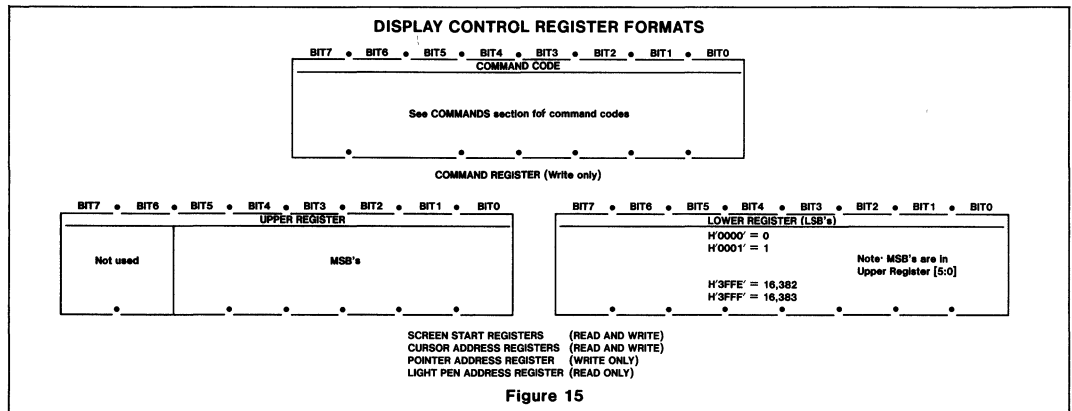 DISPLAY CONTROL REGISTER FORMATS
BIT7 BIT6 BIT5 BIT4 BIT3 BIT2 BIT1 BIT0
COMMAND CODE
See COMMANDS section fof command codes
COMMAND REGISTER (Write only)
BIT7 BIT6 BIT5 BIT4 BIT3 BIT2 BIT1 BIT0
UPPER REGISTER
Not used
MSB's
BIT7 BIT6 BIT5 BIT4 BIT3 BIT2 BIT1 BIT0
LOWER REGISTER (LSB's)
H'0000' = 0
H'0001' = 1
Note· MSB's are in
Upper Register [5:0]
H'3FFE' = 16,382
H'3FFF' = 16,383
SCREEN START REGISTERS (READ AND WRITE)
CURSOR ADDRESS REGISTERS (READ AND WRITE)
POINTER ADDRESS REGISTER (WRITE ONLY)
LIGHT PEN ADDRESS REGISTER (READ ONLY)
Figure 15